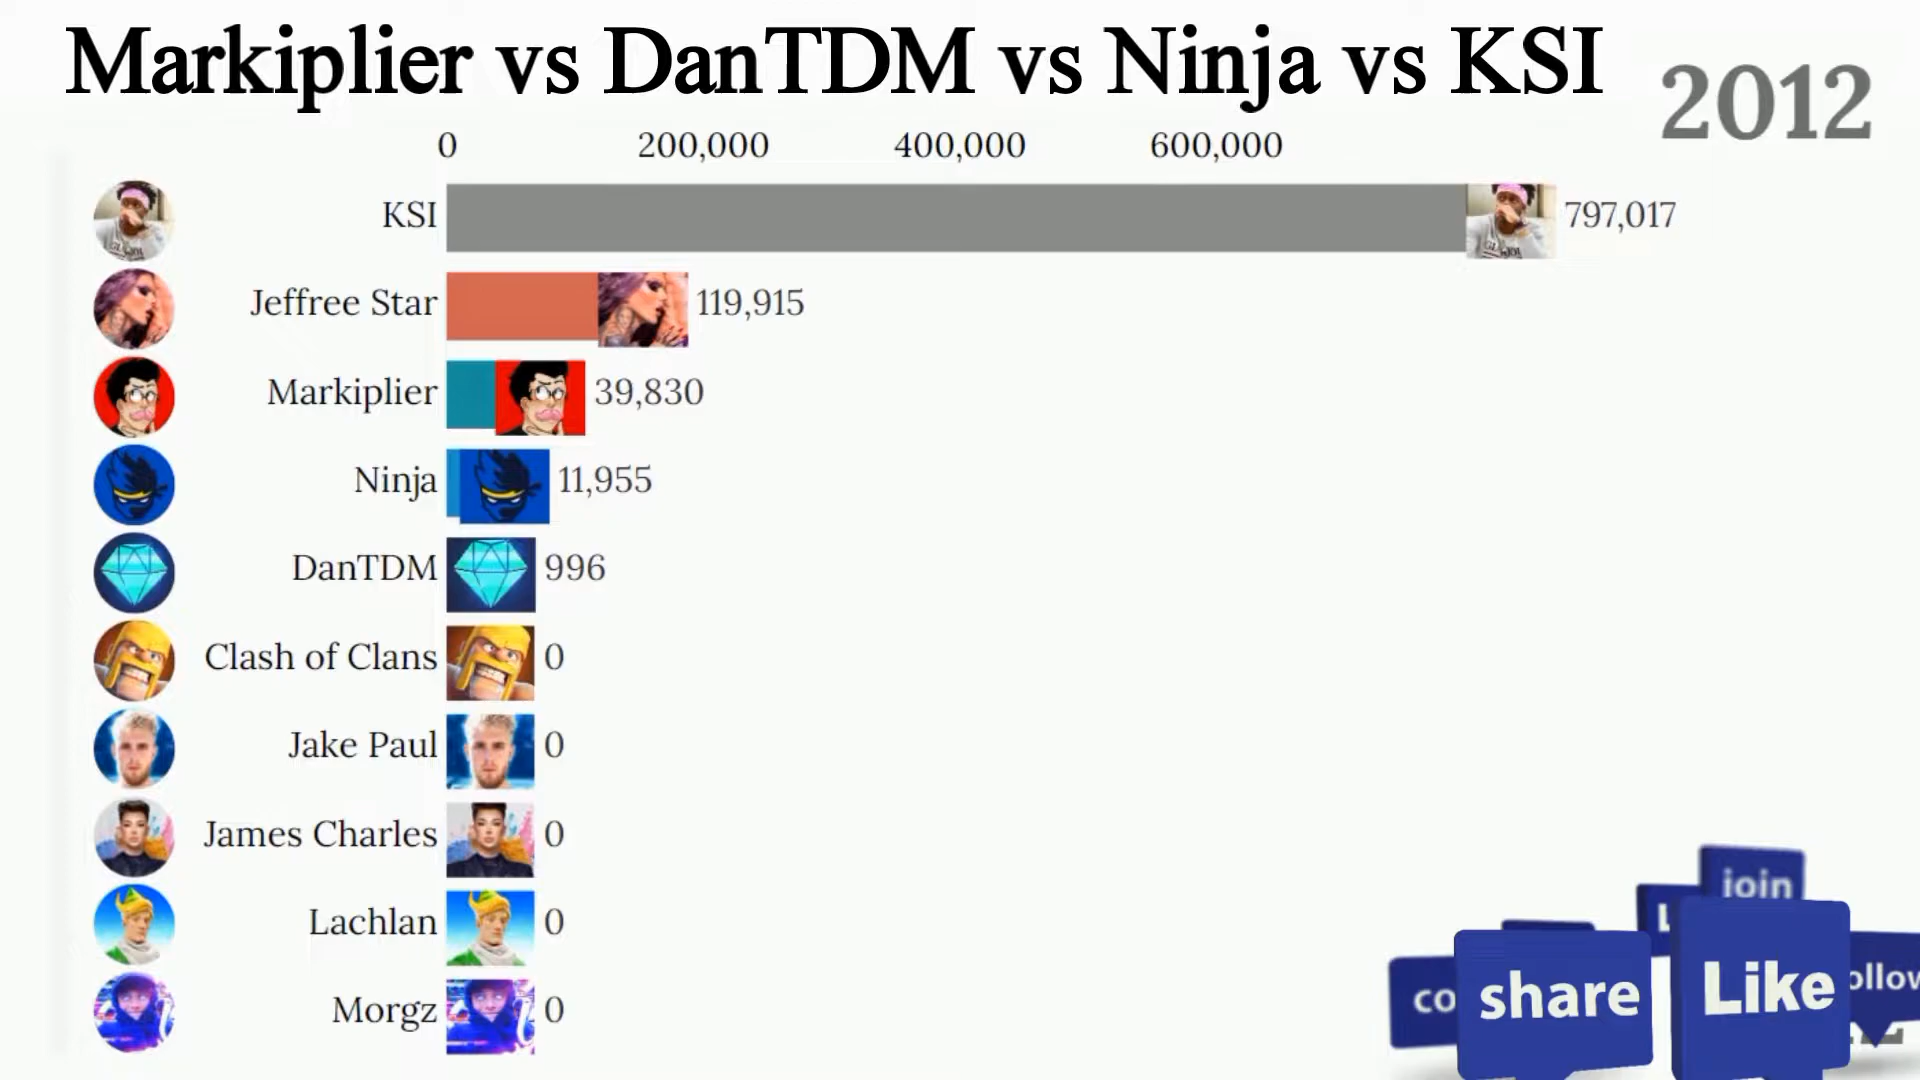 Markiplier vs DanTDM vs Ninja vs KSI
2012
0 200,000 400,000 600,000
KSI 797,017
Jeffree Star 119,915
Markiplier 39,830
Ninja 11,955
DanTDM 996
Clash of Clans 0
Jake Paul 0
James Charles 0
Lachlan 0
Morgz 0
join
L
co share Like ollow